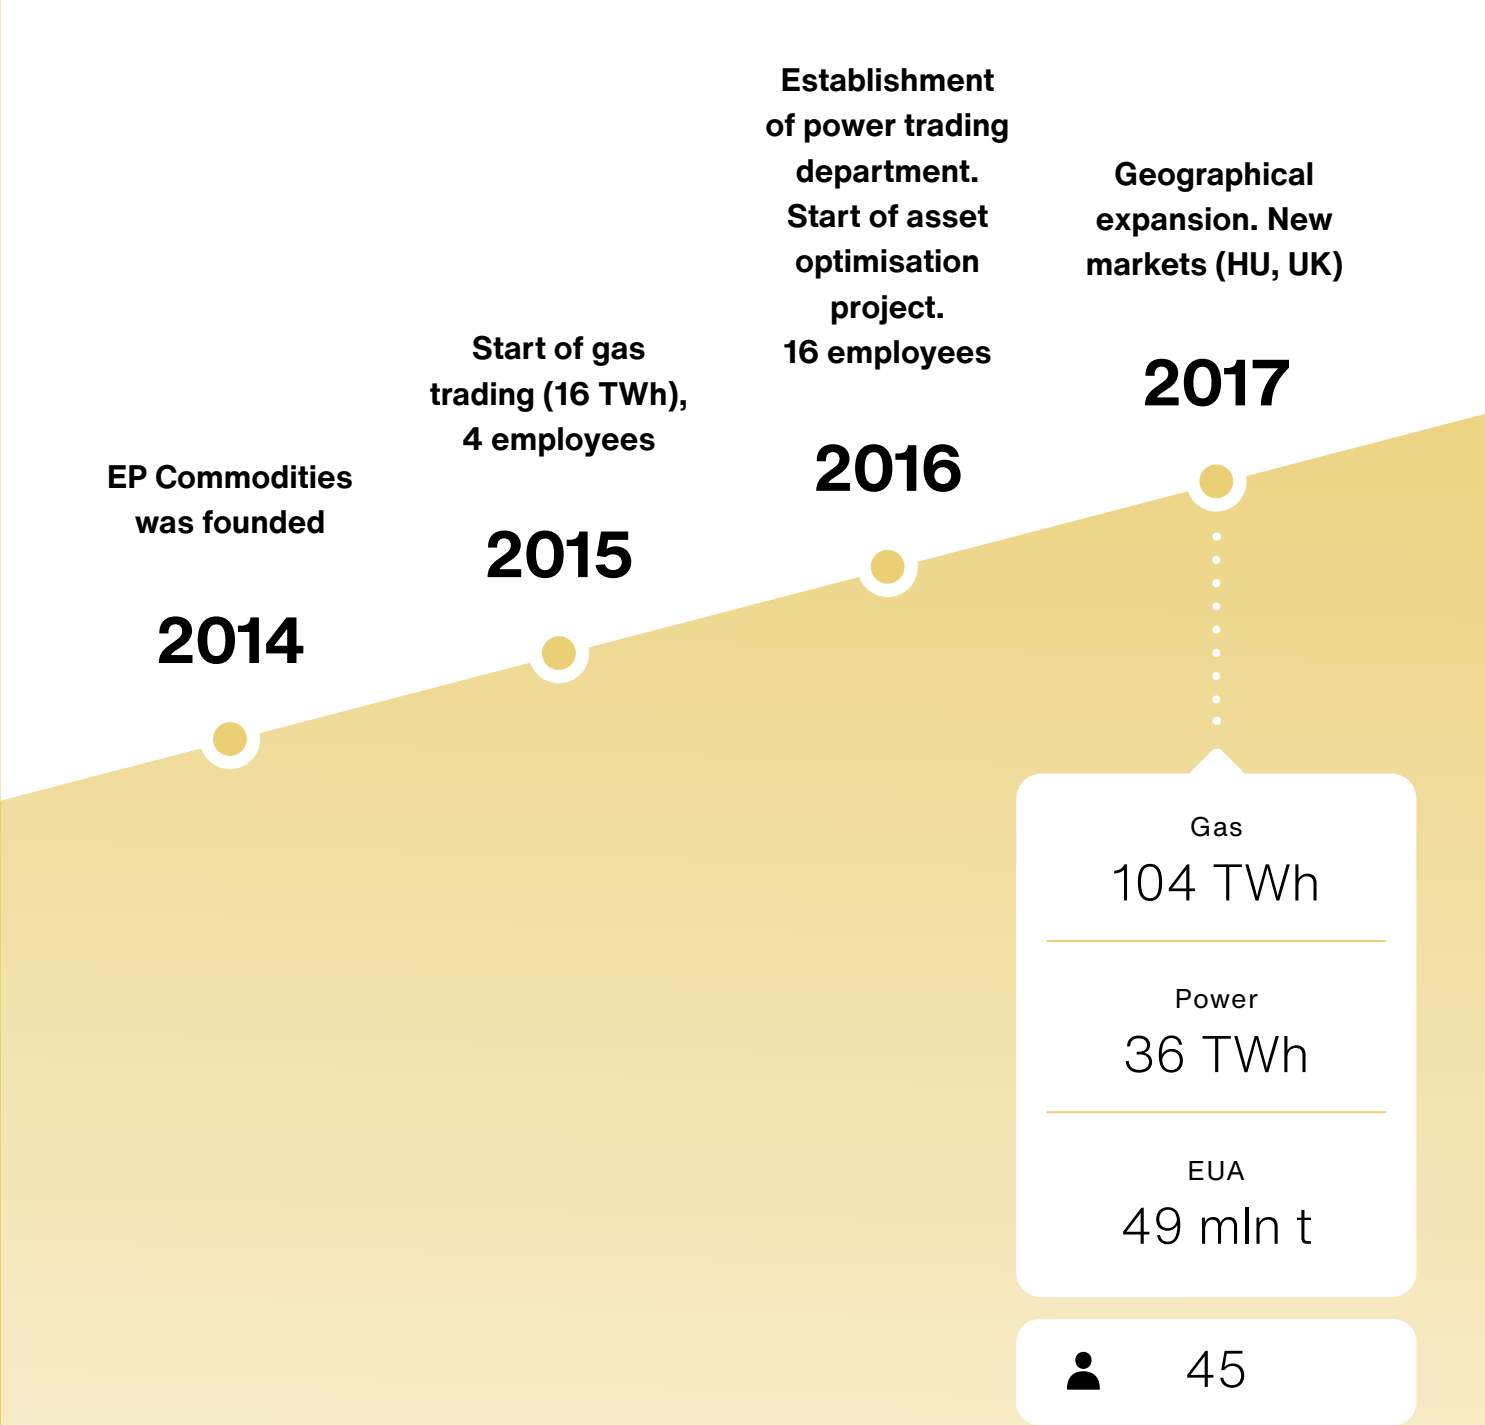 EP Commodities
was founded
2014
Start of gas
trading (16 TWh),
4 employees
2015
Establishment
of power trading
department.
Start of asset
optimisation
project.
16 employees
2016
Geographical
expansion. New
markets (HU, UK)
2017
Gas
104 TWh
Power
36 TWh
EUA
49 mln t
45